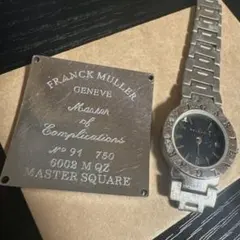 FRANCK MULLER
GENEVE
Master
of
Complications
No 91 750
6002 M QZ
MASTER SQUARE